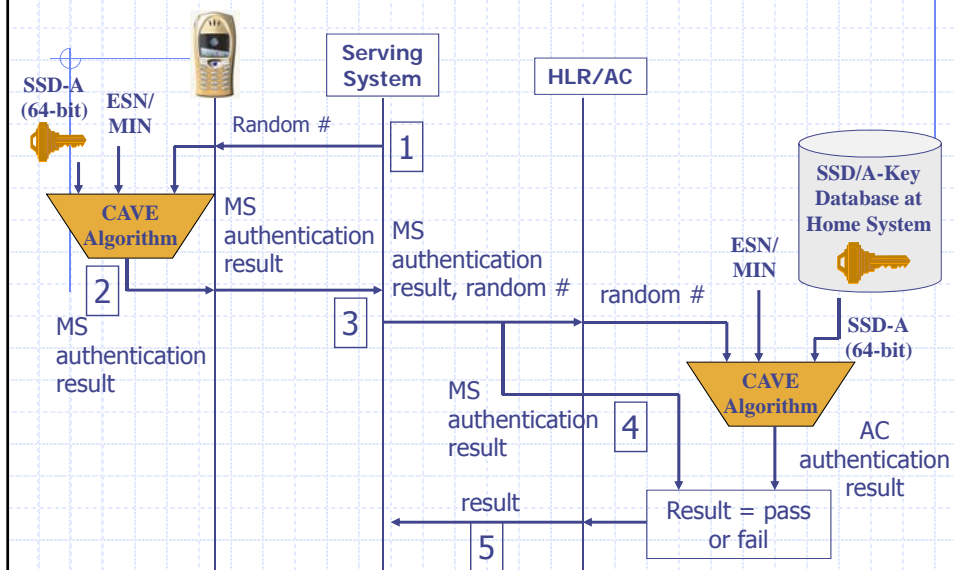 Serving
System
HLR/AC
SSD-A
(64-bit)
ESN/
MIN
Random #
1
SSD/A-Key
Database at
Home System
CAVE
Algorithm
MS
authentication
result
MS
authentication
result, random #
ESN/
MIN
2
random #
3
MS
authentication
result
SSD-A
(64-bit)
CAVE
Algorithm
MS
authentication
result
4
AC
authentication
result
result
5
Result = pass
or fail